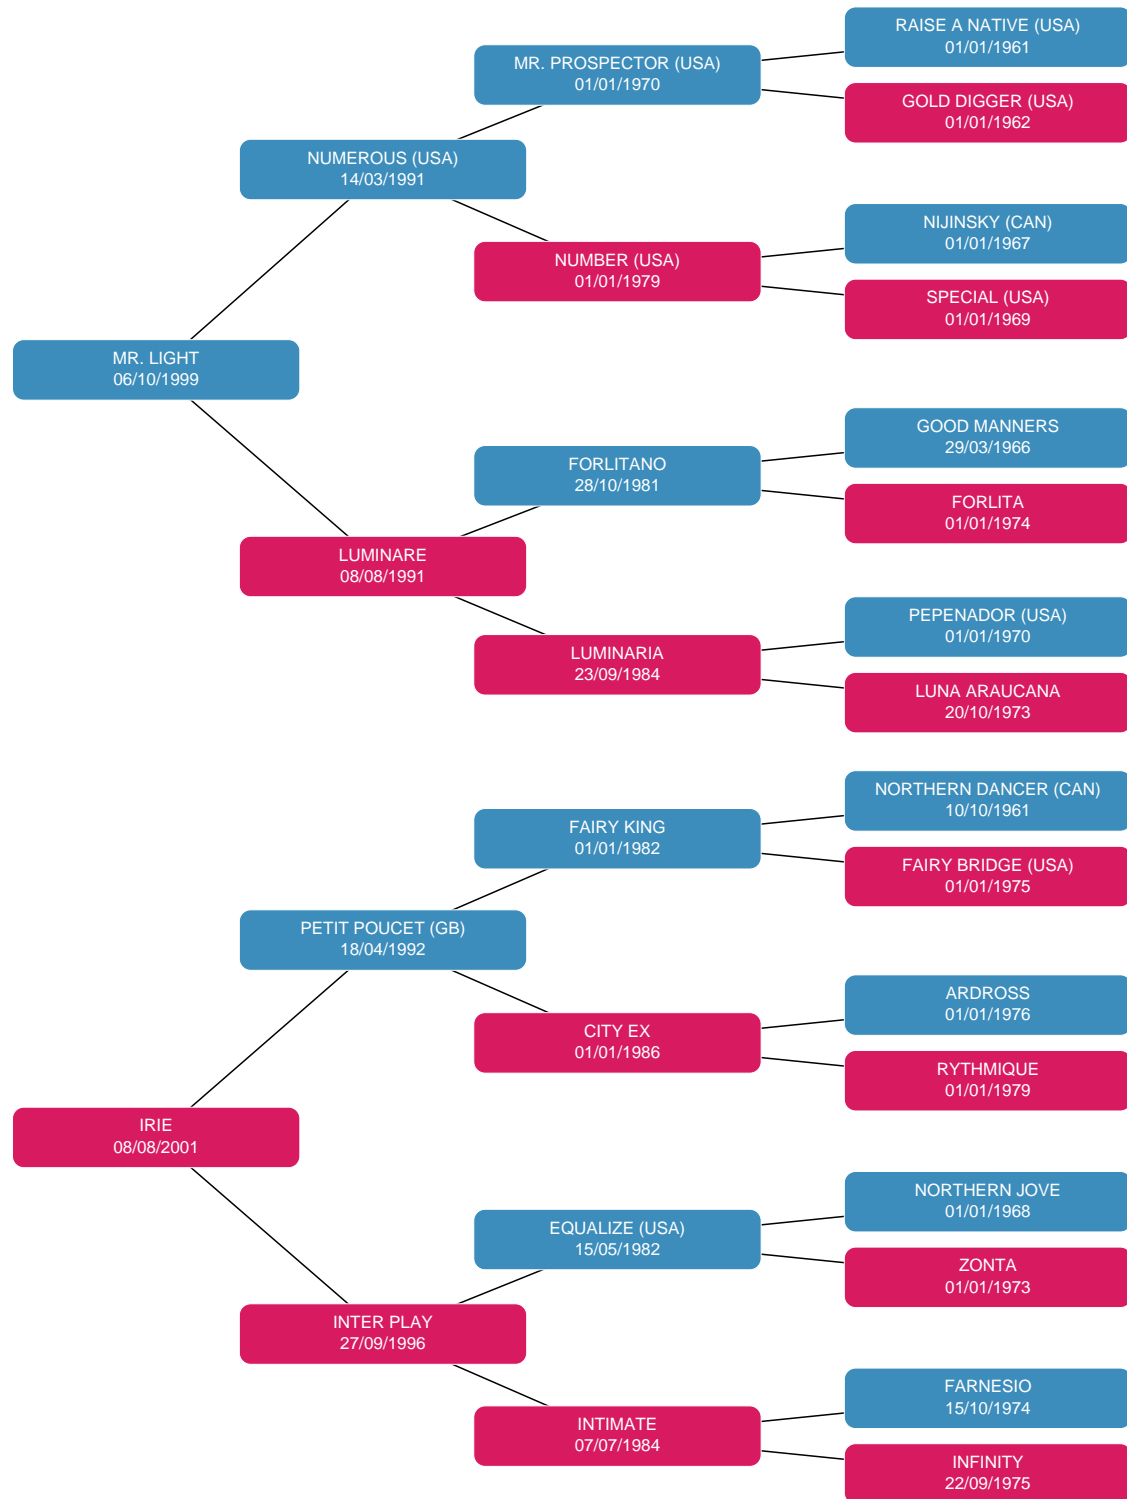 RAISE A NATIVE (USA)
01/01/1961
MR. PROSPECTOR (USA)
01/01/1970
GOLD DIGGER (USA)
01/01/1962
NUMEROUS (USA)
14/03/1991
NIJINSKY (CAN)
01/01/1967
NUMBER (USA)
01/01/1979
SPECIAL (USA)
01/01/1969
MR. LIGHT
06/10/1999
GOOD MANNERS
29/03/1966
FORLITANO
28/10/1981
FORLITA
01/01/1974
LUMINARE
08/08/1991
PEPENADOR (USA)
01/01/1970
LUMINARIA
23/09/1984
LUNA ARAUCANA
20/10/1973
NORTHERN DANCER (CAN)
10/10/1961
FAIRY KING
01/01/1982
FAIRY BRIDGE (USA)
01/01/1975
PETIT POUCET (GB)
18/04/1992
ARDROSS
01/01/1976
CITY EX
01/01/1986
RYTHMIQUE
01/01/1979
IRIE
08/08/2001
NORTHERN JOVE
01/01/1968
EQUALIZE (USA)
15/05/1982
ZONTA
01/01/1973
INTER PLAY
27/09/1996
FARNESIO
15/10/1974
INTIMATE
07/07/1984
INFINITY
22/09/1975